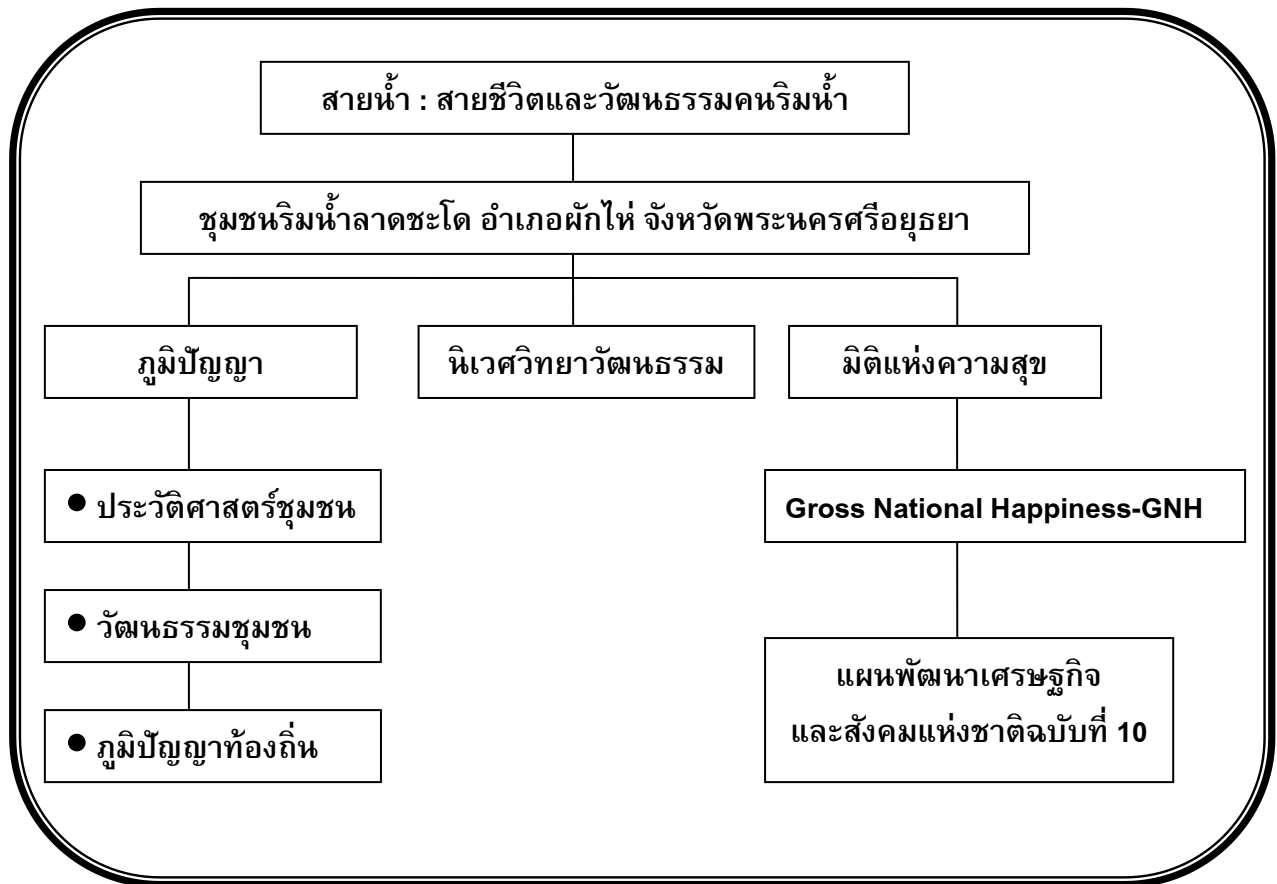 สายน้ำ : สายชีวิตและวัฒนธรรมคนริมน้ำ
ชุมชนริมน้ำลาดชะโด อำเภอผักไห่ จังหวัดพระนครศรีอยุธยา
ภูมิปัญญา
นิเวศวิทยาวัฒนธรรม
มิติแห่งความสุข
● ประวัติศาสตร์ชุมชน
Gross National Happiness-GNH
● วัฒนธรรมชุมชน
แผนพัฒนาเศรษฐกิจ
และสังคมแห่งชาติฉบับที่ 10
● ภูมิปัญญาท้องถิ่น